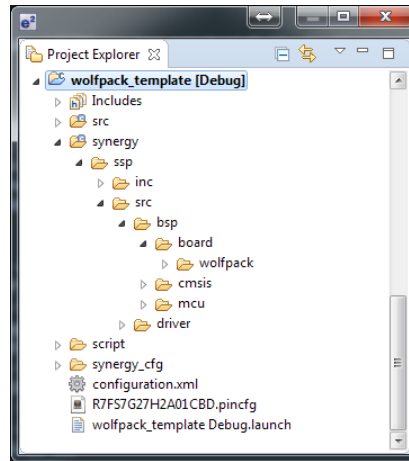 e²
Project Explorer
wolfpack_template [Debug]
Includes
src
synergy
ssp
inc
src
bsp
board
wolfpack
cmsis
mcu
driver
script
synergy_cfg
configuration.xml
R7FS7G27H2A01CBD.pincfg
wolfpack_template Debug.launch